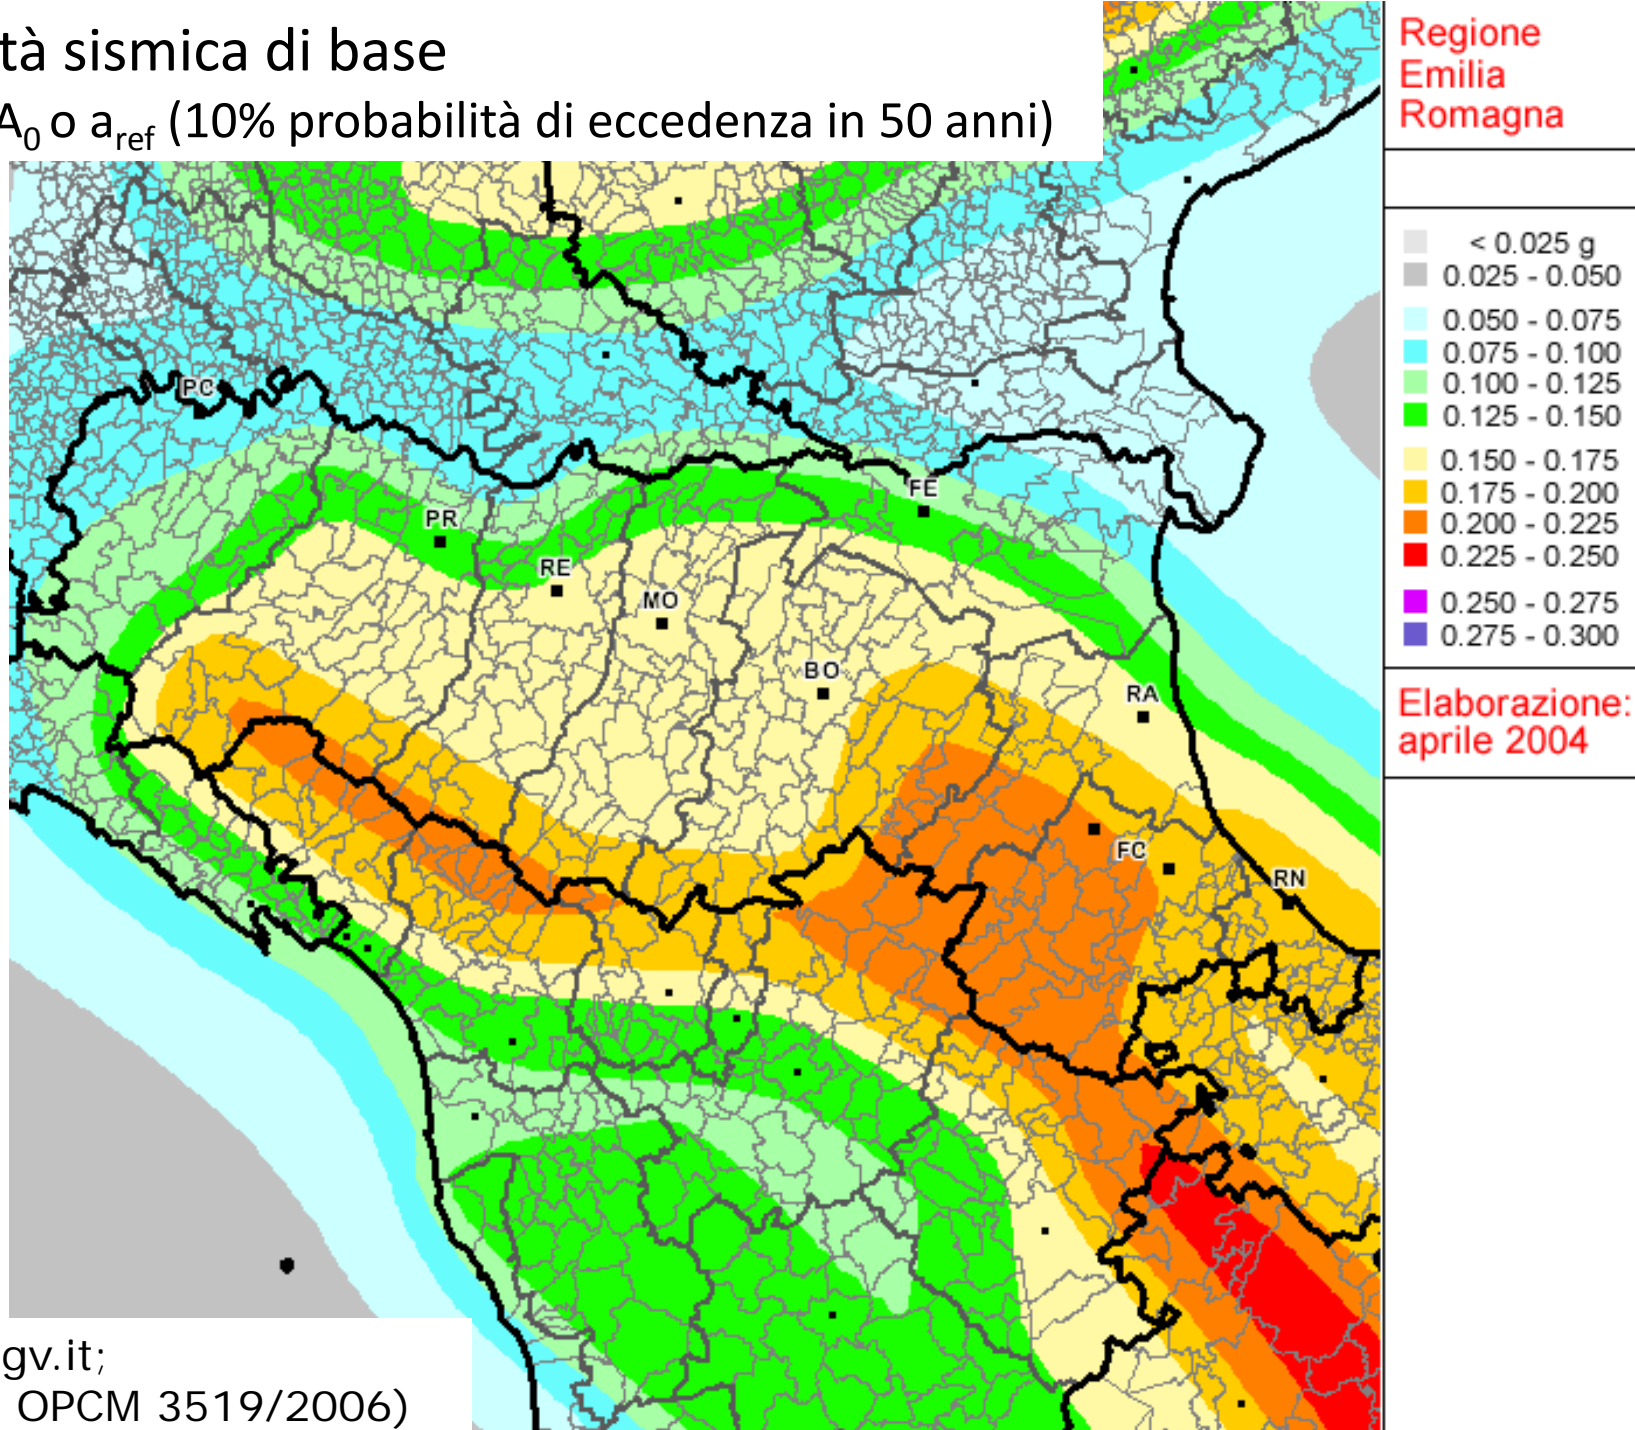 tà sismica di base
A0 o aref (10% probabilità di eccedenza in 50 anni)
Regione
Emilia
Romagna
< 0.025 g
0.025 - 0.050
0.050 - 0.075
0.075 - 0.100
0.100 - 0.125
0.125 - 0.150
0.150 - 0.175
0.175 - 0.200
0.200 - 0.225
0.225 - 0.250
0.250 - 0.275
0.275 - 0.300
Elaborazione:
aprile 2004
PC
FE
PR
RE
MO
BO
RA
FC
RN
gv.it;
OPCM 3519/2006)